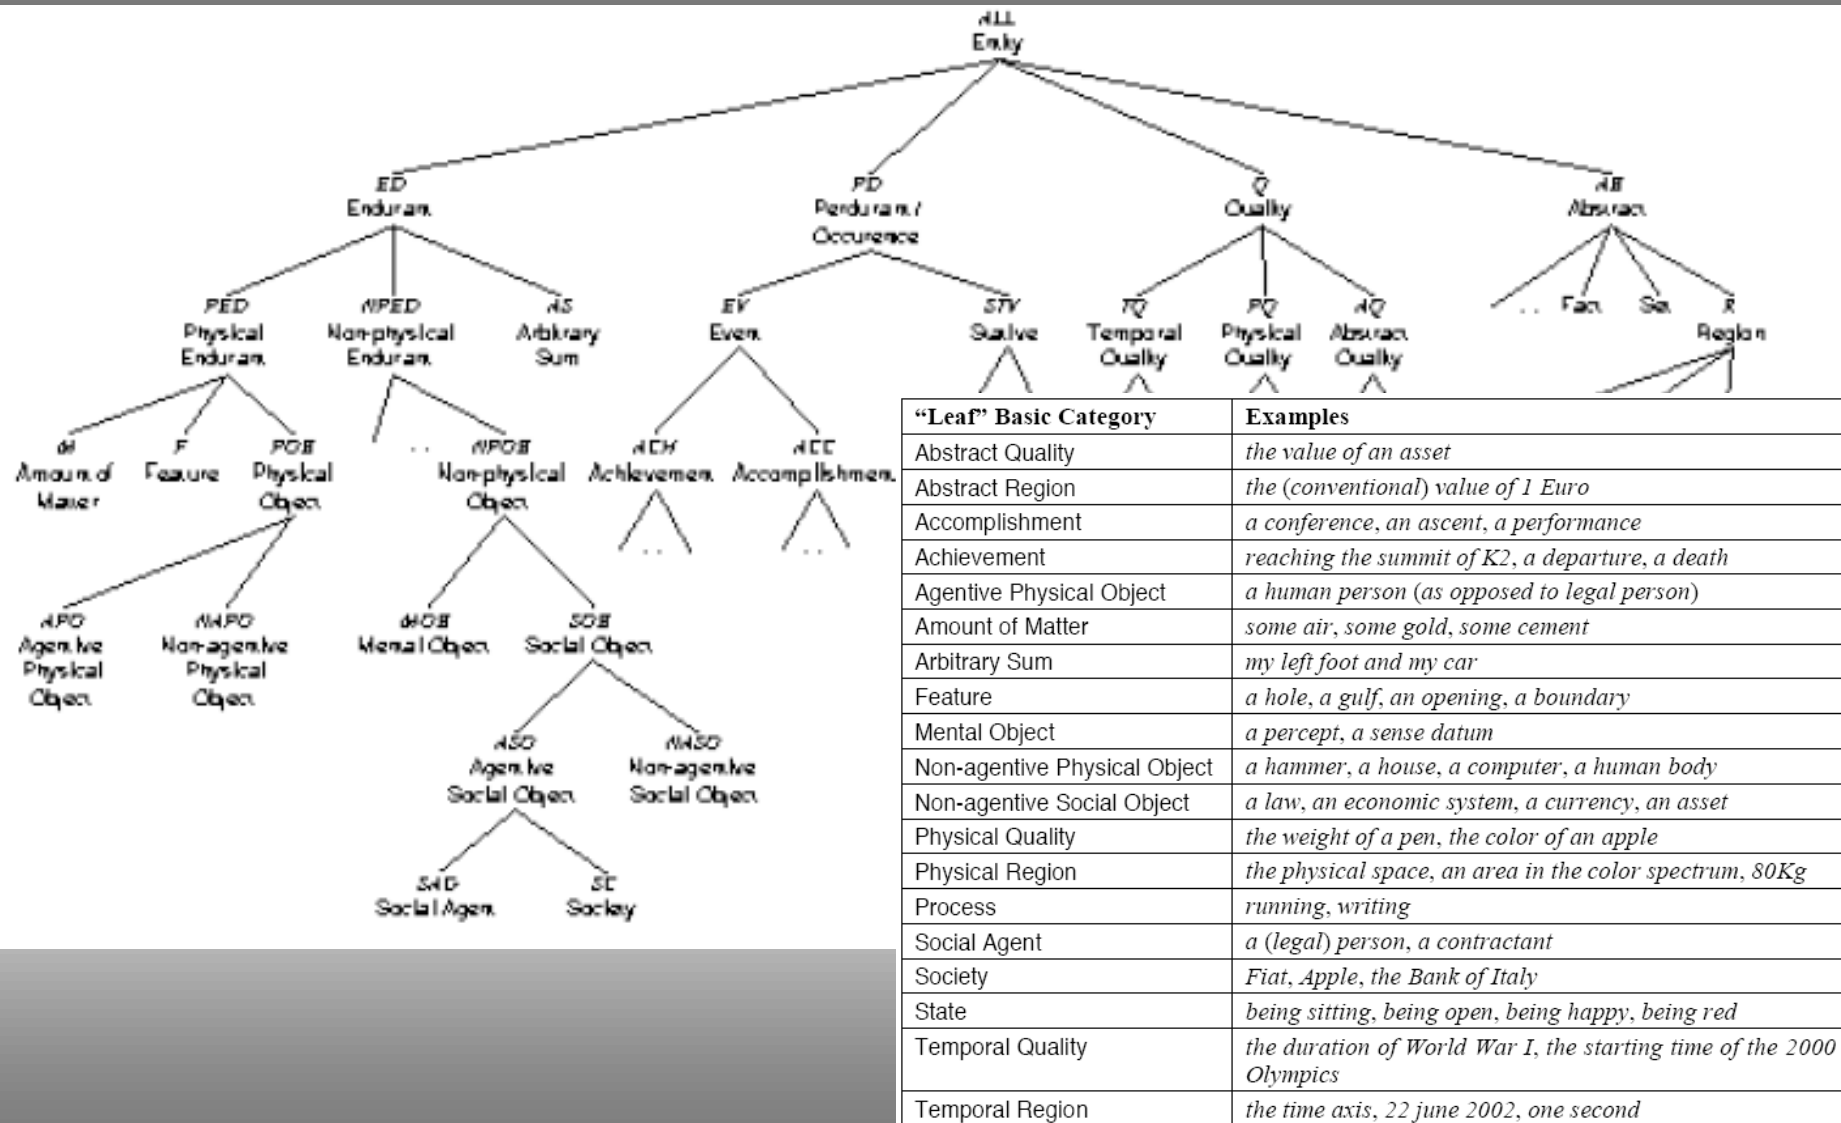 ALL
Entity
ED
PD
Q
AB
Endurant
Perdurant/
Quality
Abstract
Occurence
PED
NPED
AS
EV
STV
TQ
PQ
AQ
.. Fact Set R
Physical
Non-physical
Arbitrary
Event
Stative
Temporal
Physical
Abstract
Region
Endurant
Endurant
Sum
Quality
Quality
Quality
M
F
POB
..
NPOB
ACH
ACC
Amount of
Feature
Physical
Non-physical
Achievement
Accomplishment
Matter
Object
Object
..
..
APO
NAPO
MOB
SOB
Agentive
Non-agentive
Mental Object
Social Object
Physical
Physical
Object
Object
ASO
NASO
Agentive
Non-agentive
Social Object
Social Object
SAG
SC
Social Agent
Society
“Leaf” Basic Category Examples
Abstract Quality the value of an asset
Abstract Region the (conventional) value of 1 Euro
Accomplishment a conference, an ascent, a performance
Achievement reaching the summit of K2, a departure, a death
Agentive Physical Object a human person (as opposed to legal person)
Amount of Matter some air, some gold, some cement
Arbitrary Sum my left foot and my car
Feature a hole, a gulf, an opening, a boundary
Mental Object a percept, a sense datum
Non-agentive Physical Object a hammer, a house, a computer, a human body
Non-agentive Social Object a law, an economic system, a currency, an asset
Physical Quality the weight of a pen, the color of an apple
Physical Region the physical space, an area in the color spectrum, 80Kg
Process running, writing
Social Agent a (legal) person, a contractant
Society Fiat, Apple, the Bank of Italy
State being sitting, being open, being happy, being red
Temporal Quality the duration of World War I, the starting time of the 2000
Olympics
Temporal Region the time axis, 22 june 2002, one second